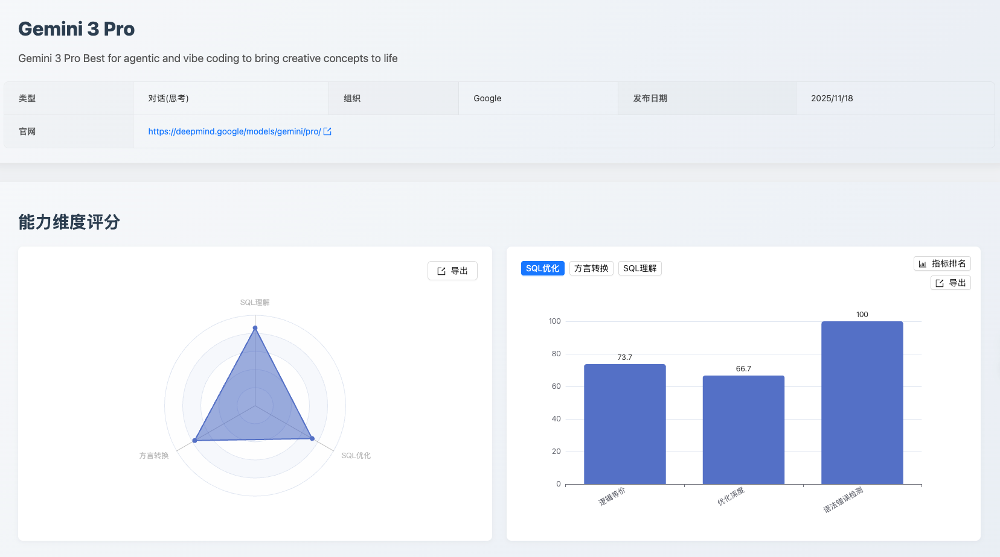 Gemini 3 Pro
Gemini 3 Pro Best for agentic and vibe coding to bring creative concepts to life
类型 对话(思考) 组织 Google 发布日期 2025/11/18
官网 https://deepmind.google/models/gemini/pro/
能力维度评分
导出
SQL理解
方言转换
SQL优化
SQL优化 方言转换 SQL理解
指标排名
导出
100
80
60
40
20
0
73.7
66.7
100
逻辑等价
优化深度
语法错误检测